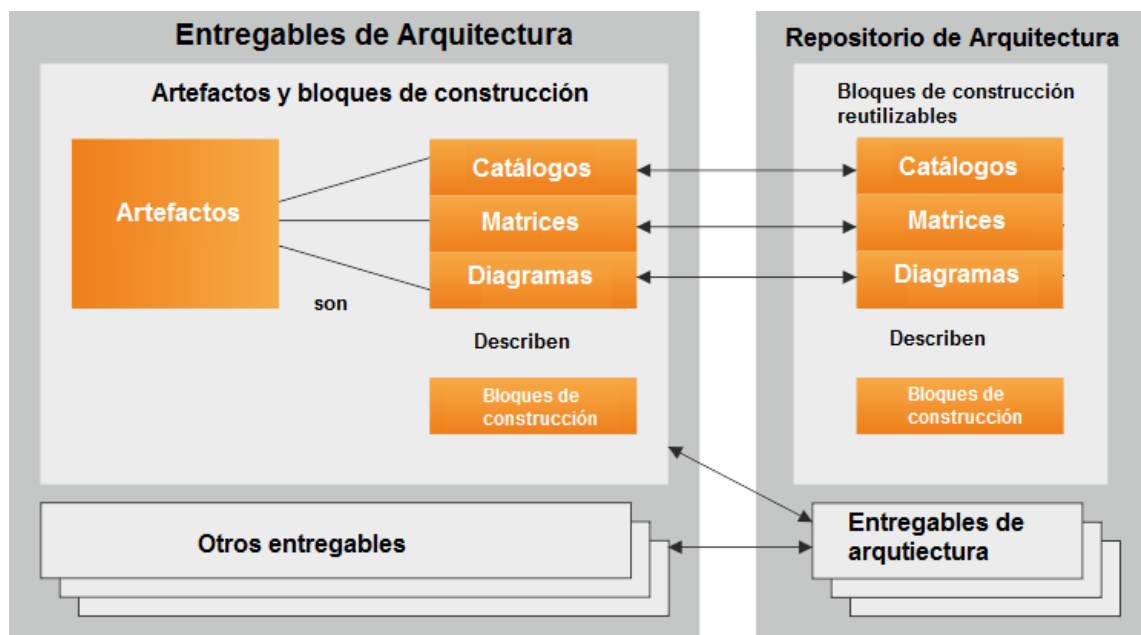 Entregables de Arquitectura
Artefactos y bloques de construcción
Artefactos
son
Catálogos
Matrices
Diagramas
Describen
Bloques de
construcción
Otros entregables
Repositorio de Arquitectura
Bloques de construcción
reutilizables
Catálogos
Matrices
Diagramas
Describen
Bloques de
construcción
Entregables de
arqutiectura